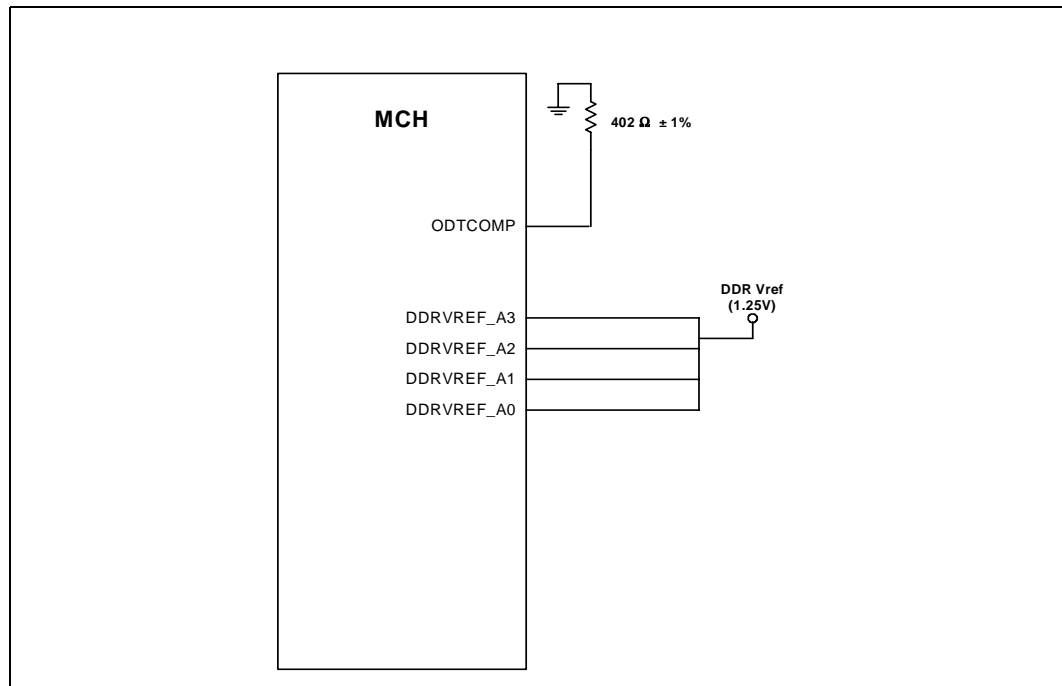 MCH
402 Ω ± 1%
ODTCOMP
DDR Vref
(1.25V)
DDRVREF_A3
DDRVREF_A2
DDRVREF_A1
DDRVREF_A0